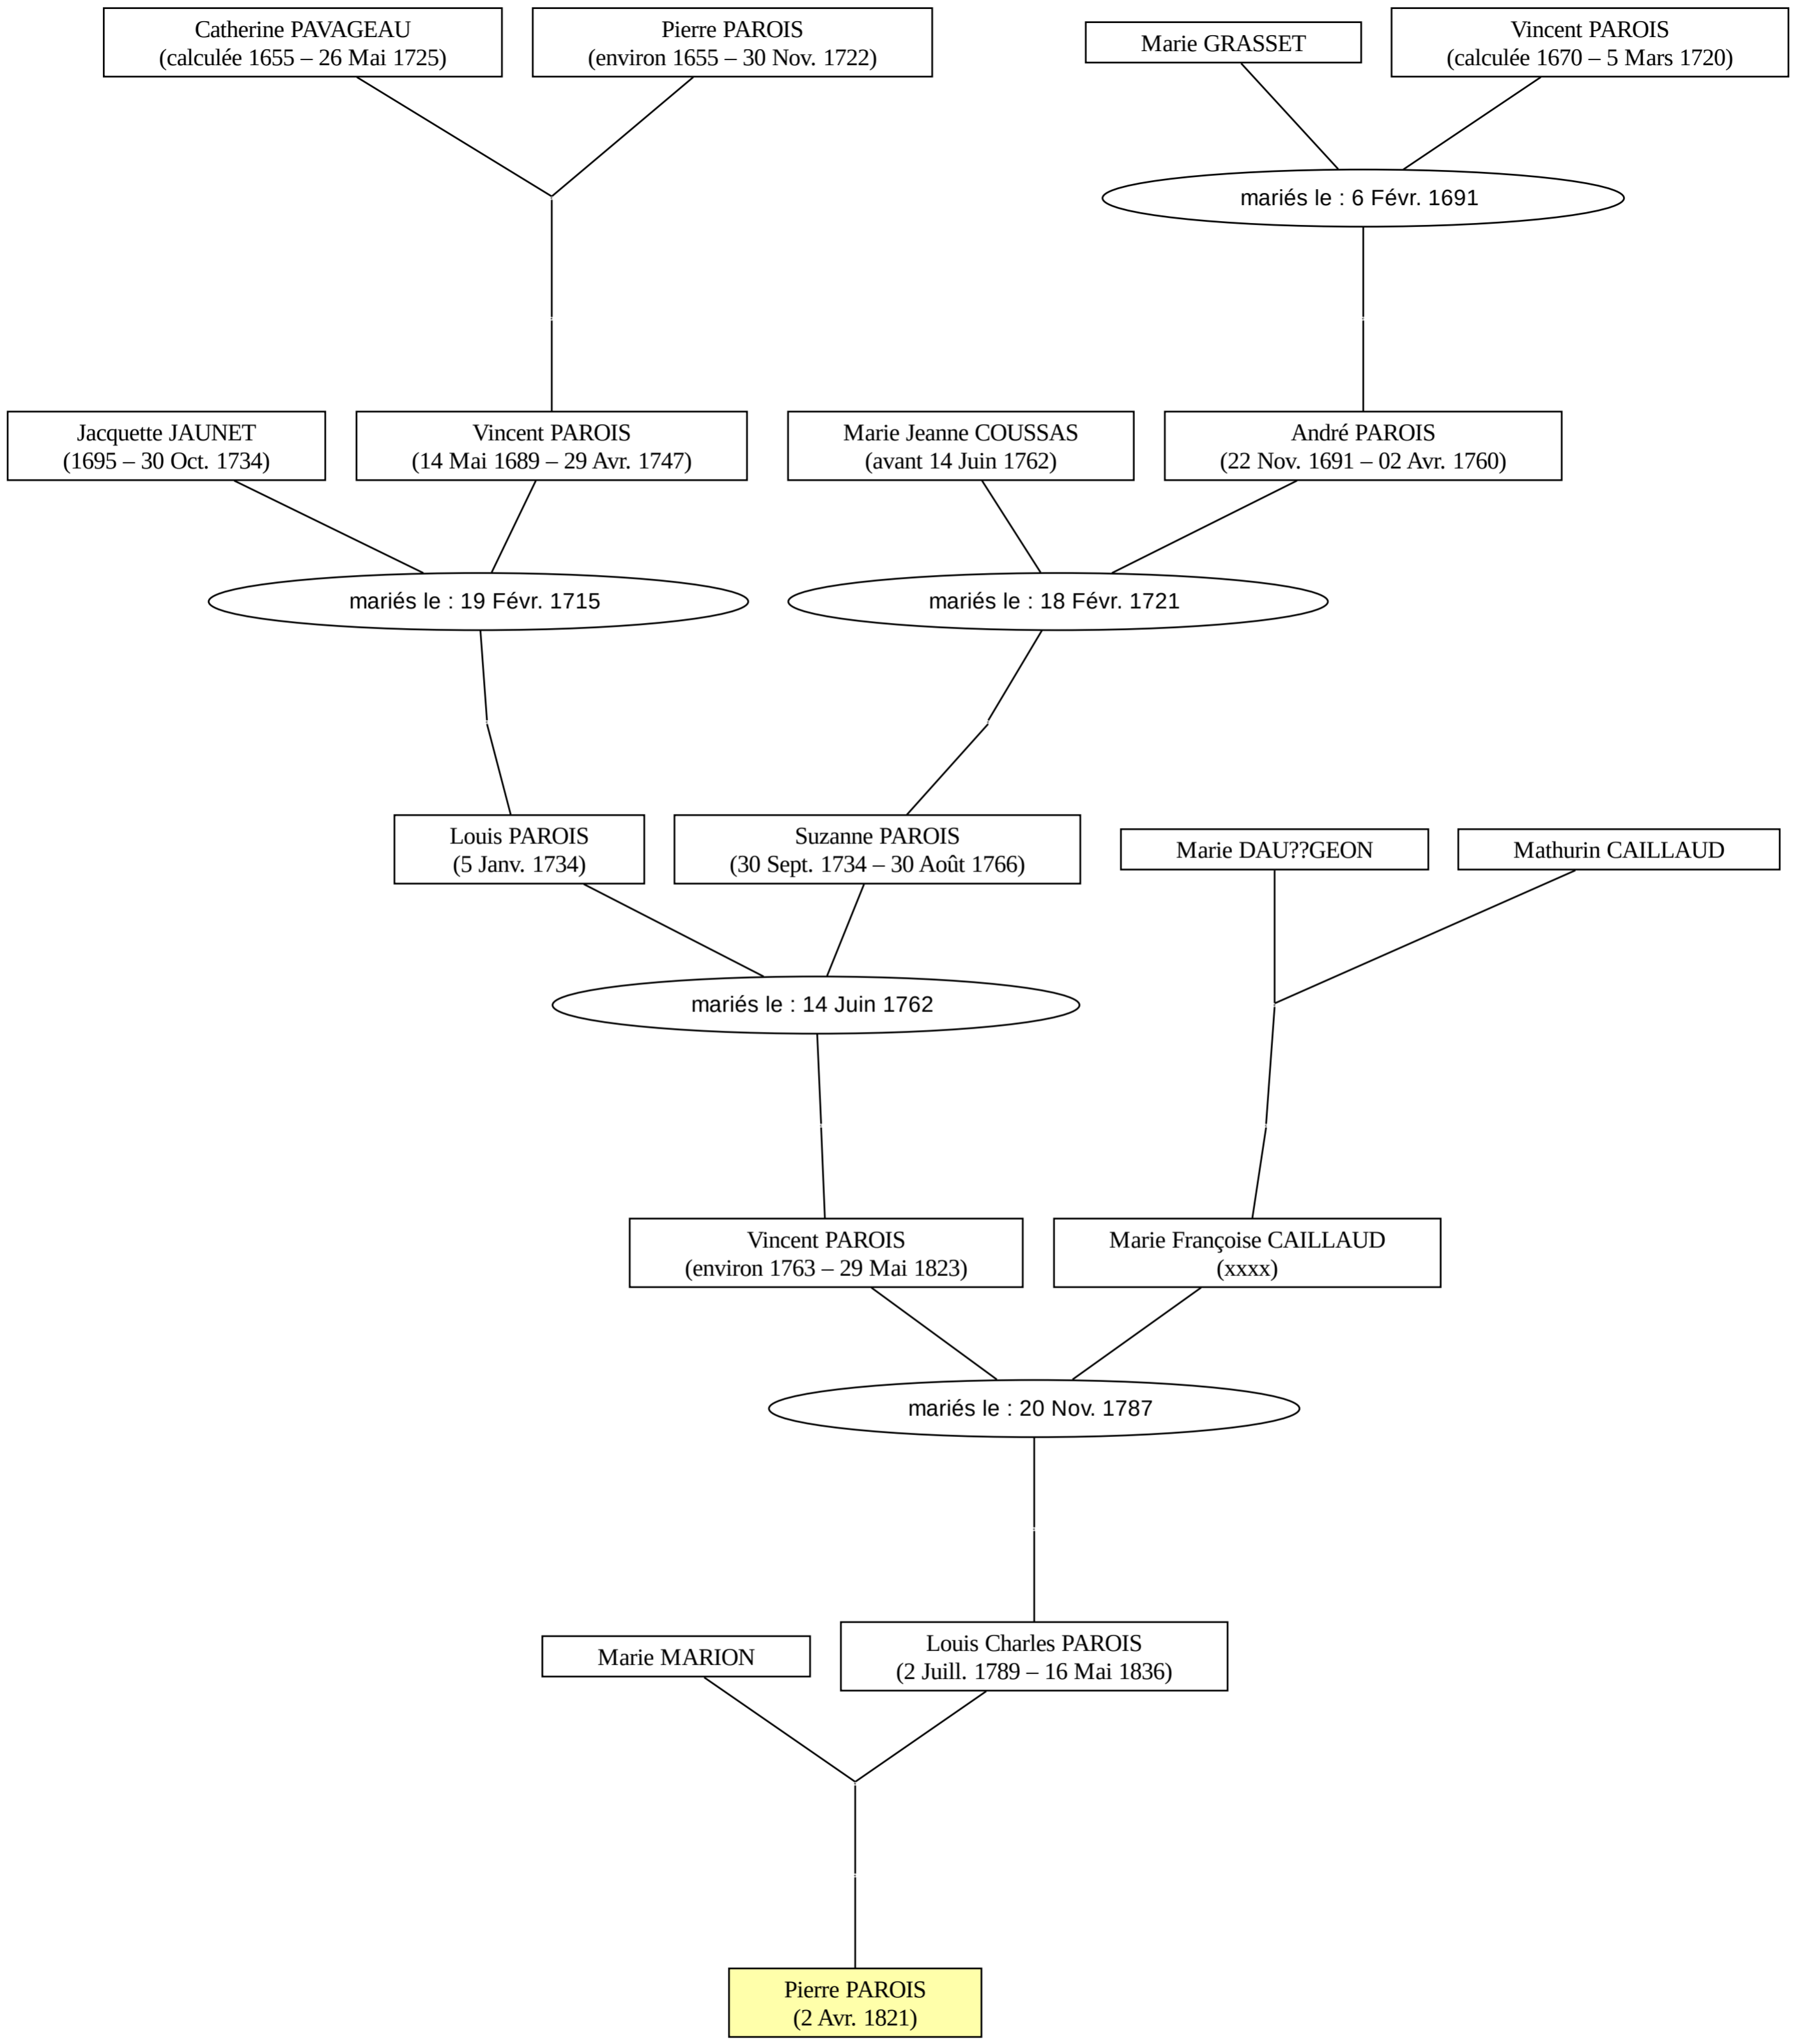 Catherine PAVAGEAU
(calculée 1655 – 26 Mai 1725)
Pierre PAROIS
(environ 1655 – 30 Nov. 1722)
Marie GRASSET
Vincent PAROIS
(calculée 1670 – 5 Mars 1720)
mariés le : 6 Févr. 1691
Jacquette JAUNET
(1695 – 30 Oct. 1734)
Vincent PAROIS
(14 Mai 1689 – 29 Avr. 1747)
Marie Jeanne COUSSAS
(avant 14 Juin 1762)
André PAROIS
(22 Nov. 1691 – 02 Avr. 1760)
mariés le : 19 Févr. 1715
mariés le : 18 Févr. 1721
Louis PAROIS
(5 Janv. 1734)
Suzanne PAROIS
(30 Sept. 1734 – 30 Août 1766)
Marie DAU??GEON
Mathurin CAILLAUD
mariés le : 14 Juin 1762
Vincent PAROIS
(environ 1763 – 29 Mai 1823)
Marie Françoise CAILLAUD
(xxxx)
mariés le : 20 Nov. 1787
Marie MARION
Louis Charles PAROIS
(2 Juill. 1789 – 16 Mai 1836)
Pierre PAROIS
(2 Avr. 1821)